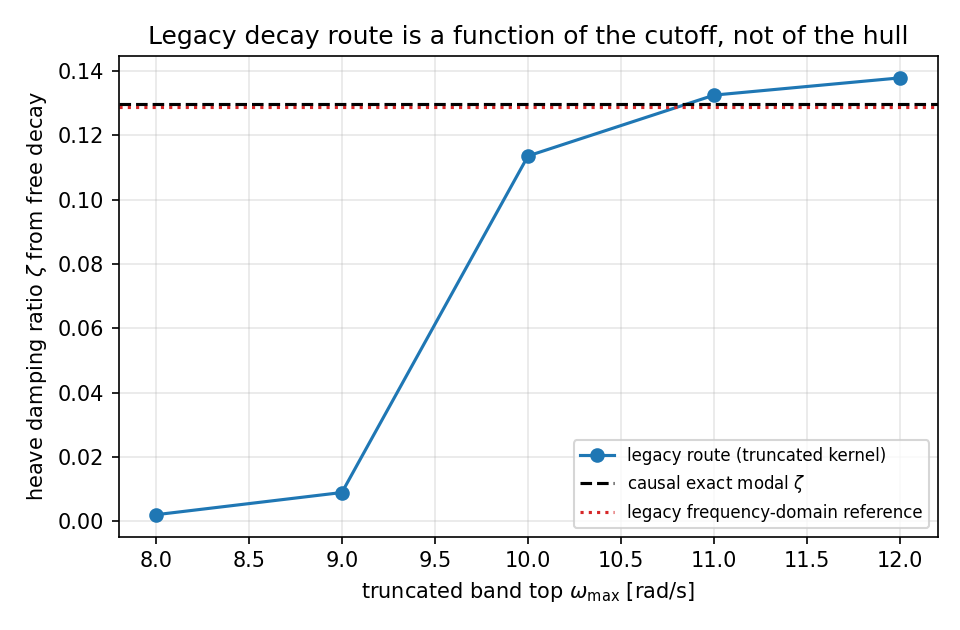 Legacy decay route is a function of the cutoff, not of the hull
heave damping ratio ζ from free decay
0.14
0.12
0.10
0.08
0.06
0.04
0.02
0.00
legacy route (truncated kernel)
causal exact modal ζ
legacy frequency-domain reference
8.0 8.5 9.0 9.5 10.0 10.5 11.0 11.5 12.0
truncated band top ω_max [rad/s]